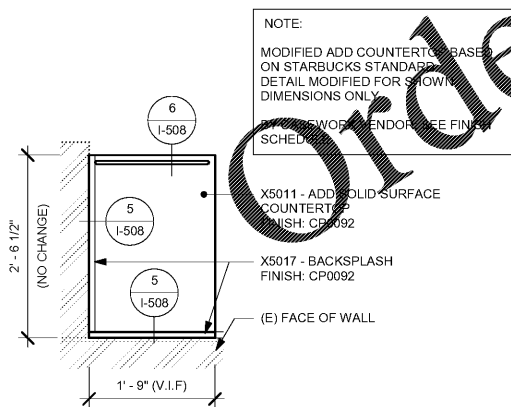 NOTE:
MODIFIED ADD COUNTERTOP BASED
ON STARBUCKS STANDARD
DETAIL MODIFIED FOR SHOWN
DIMENSIONS ONLY
BY CASEWORK VENDOR. SEE FINISH
SCHEDULE
6
I-508
X5011 - ADD SOLID SURFACE
COUNTERTOP
FINISH: CP0092
5
I-508
2' - 6 1/2"
(NO CHANGE)
X5017 - BACKSPLASH
FINISH: CP0092
5
I-508
(E) FACE OF WALL
1' - 9" (V.I.F)